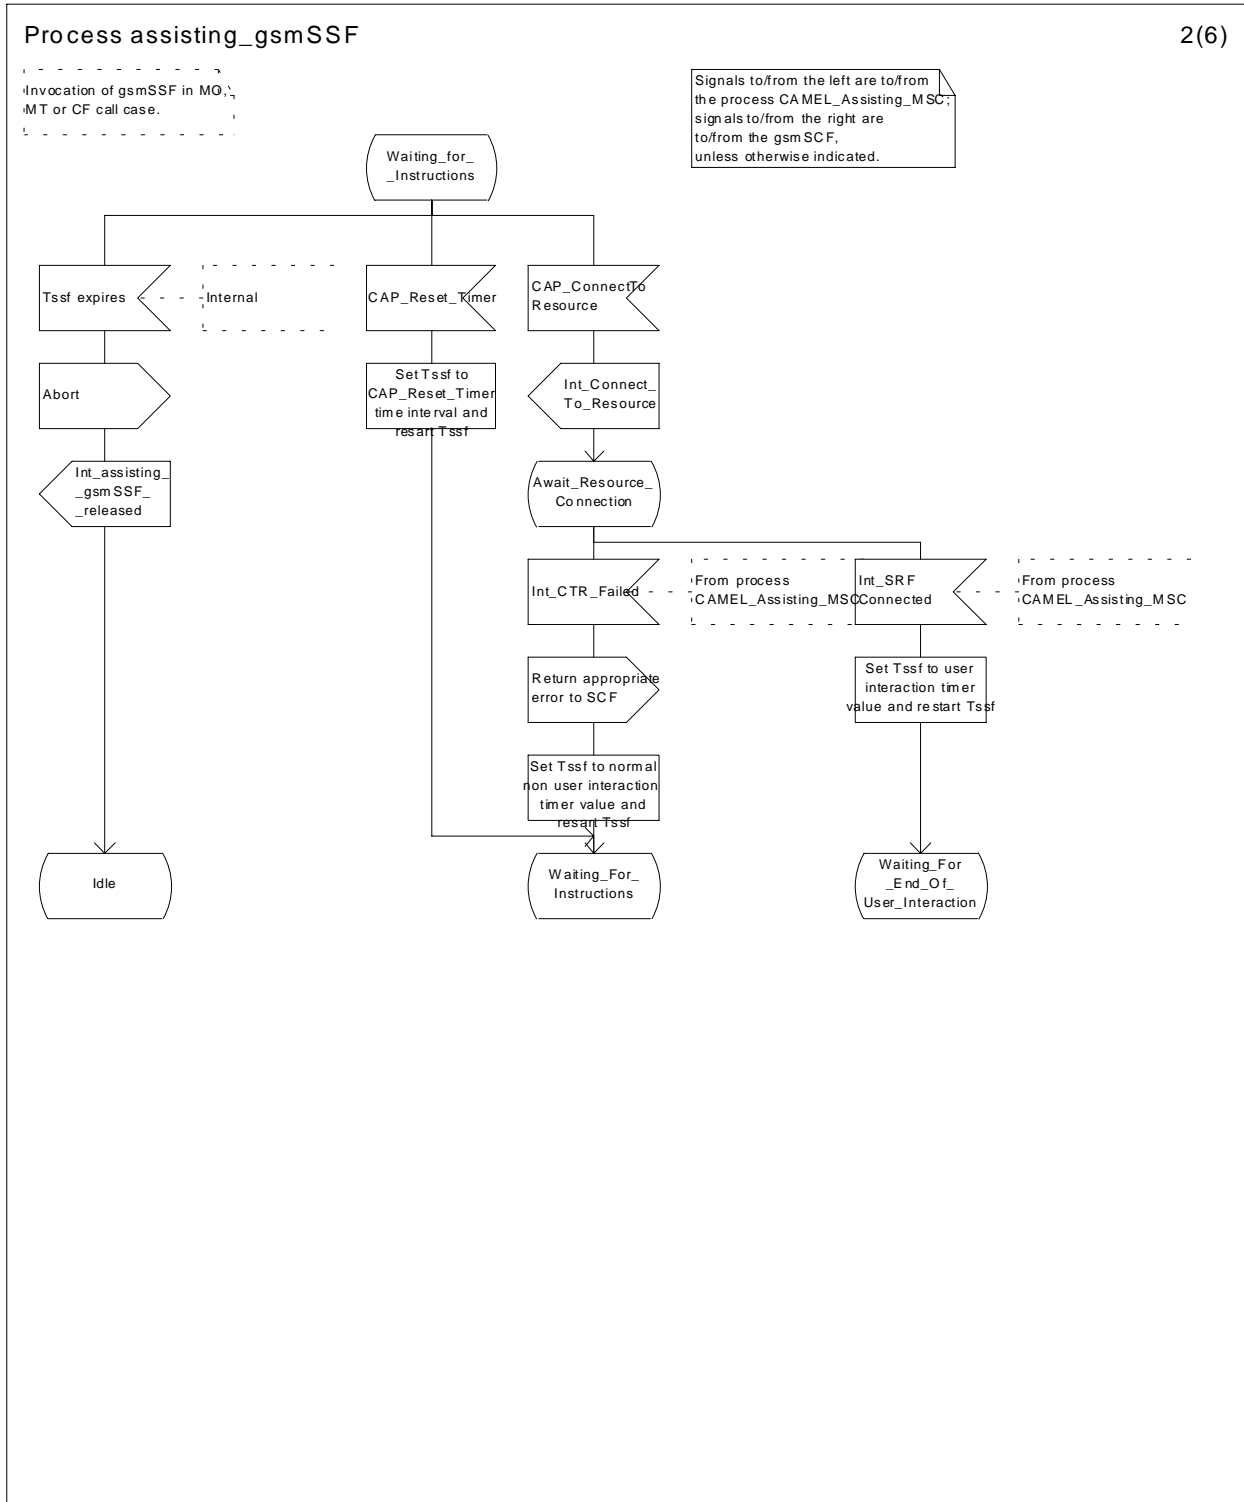 Process assisting_gsmSSF
2(6)
Invocation of gsmSSF in MO,
MT or CF call case.
Signals to/from the left are to/from
the process CAMEL_Assisting_MSC;
signals to/from the right are
to/from the gsmSCF,
unless otherwise indicated.
Waiting_for_
_Instructions
Tssf expires
Internal
CAP_Reset_Timer
CAP_ConnectTo
Resource
Abort
Set Tssf to
CAP_Reset_Timer
time interval and
resart Tssf
Int_Connect_
To_Resource
Int_assisting_
_gsmSSF_
_released
Await_Resource_
Connection
Int_CTR_Failed
From process
CAMEL_Assisting_MSC
Int_SRF
Connected
From process
CAMEL_Assisting_MSC
Return appropriate
error to SCF
Set Tssf to user
interaction timer
value and restart Tssf
Set Tssf to normal
non user interaction
timer value and
resart Tssf
Idle
Waiting_For_
Instructions
Waiting_For
_End_Of_
User_Interaction